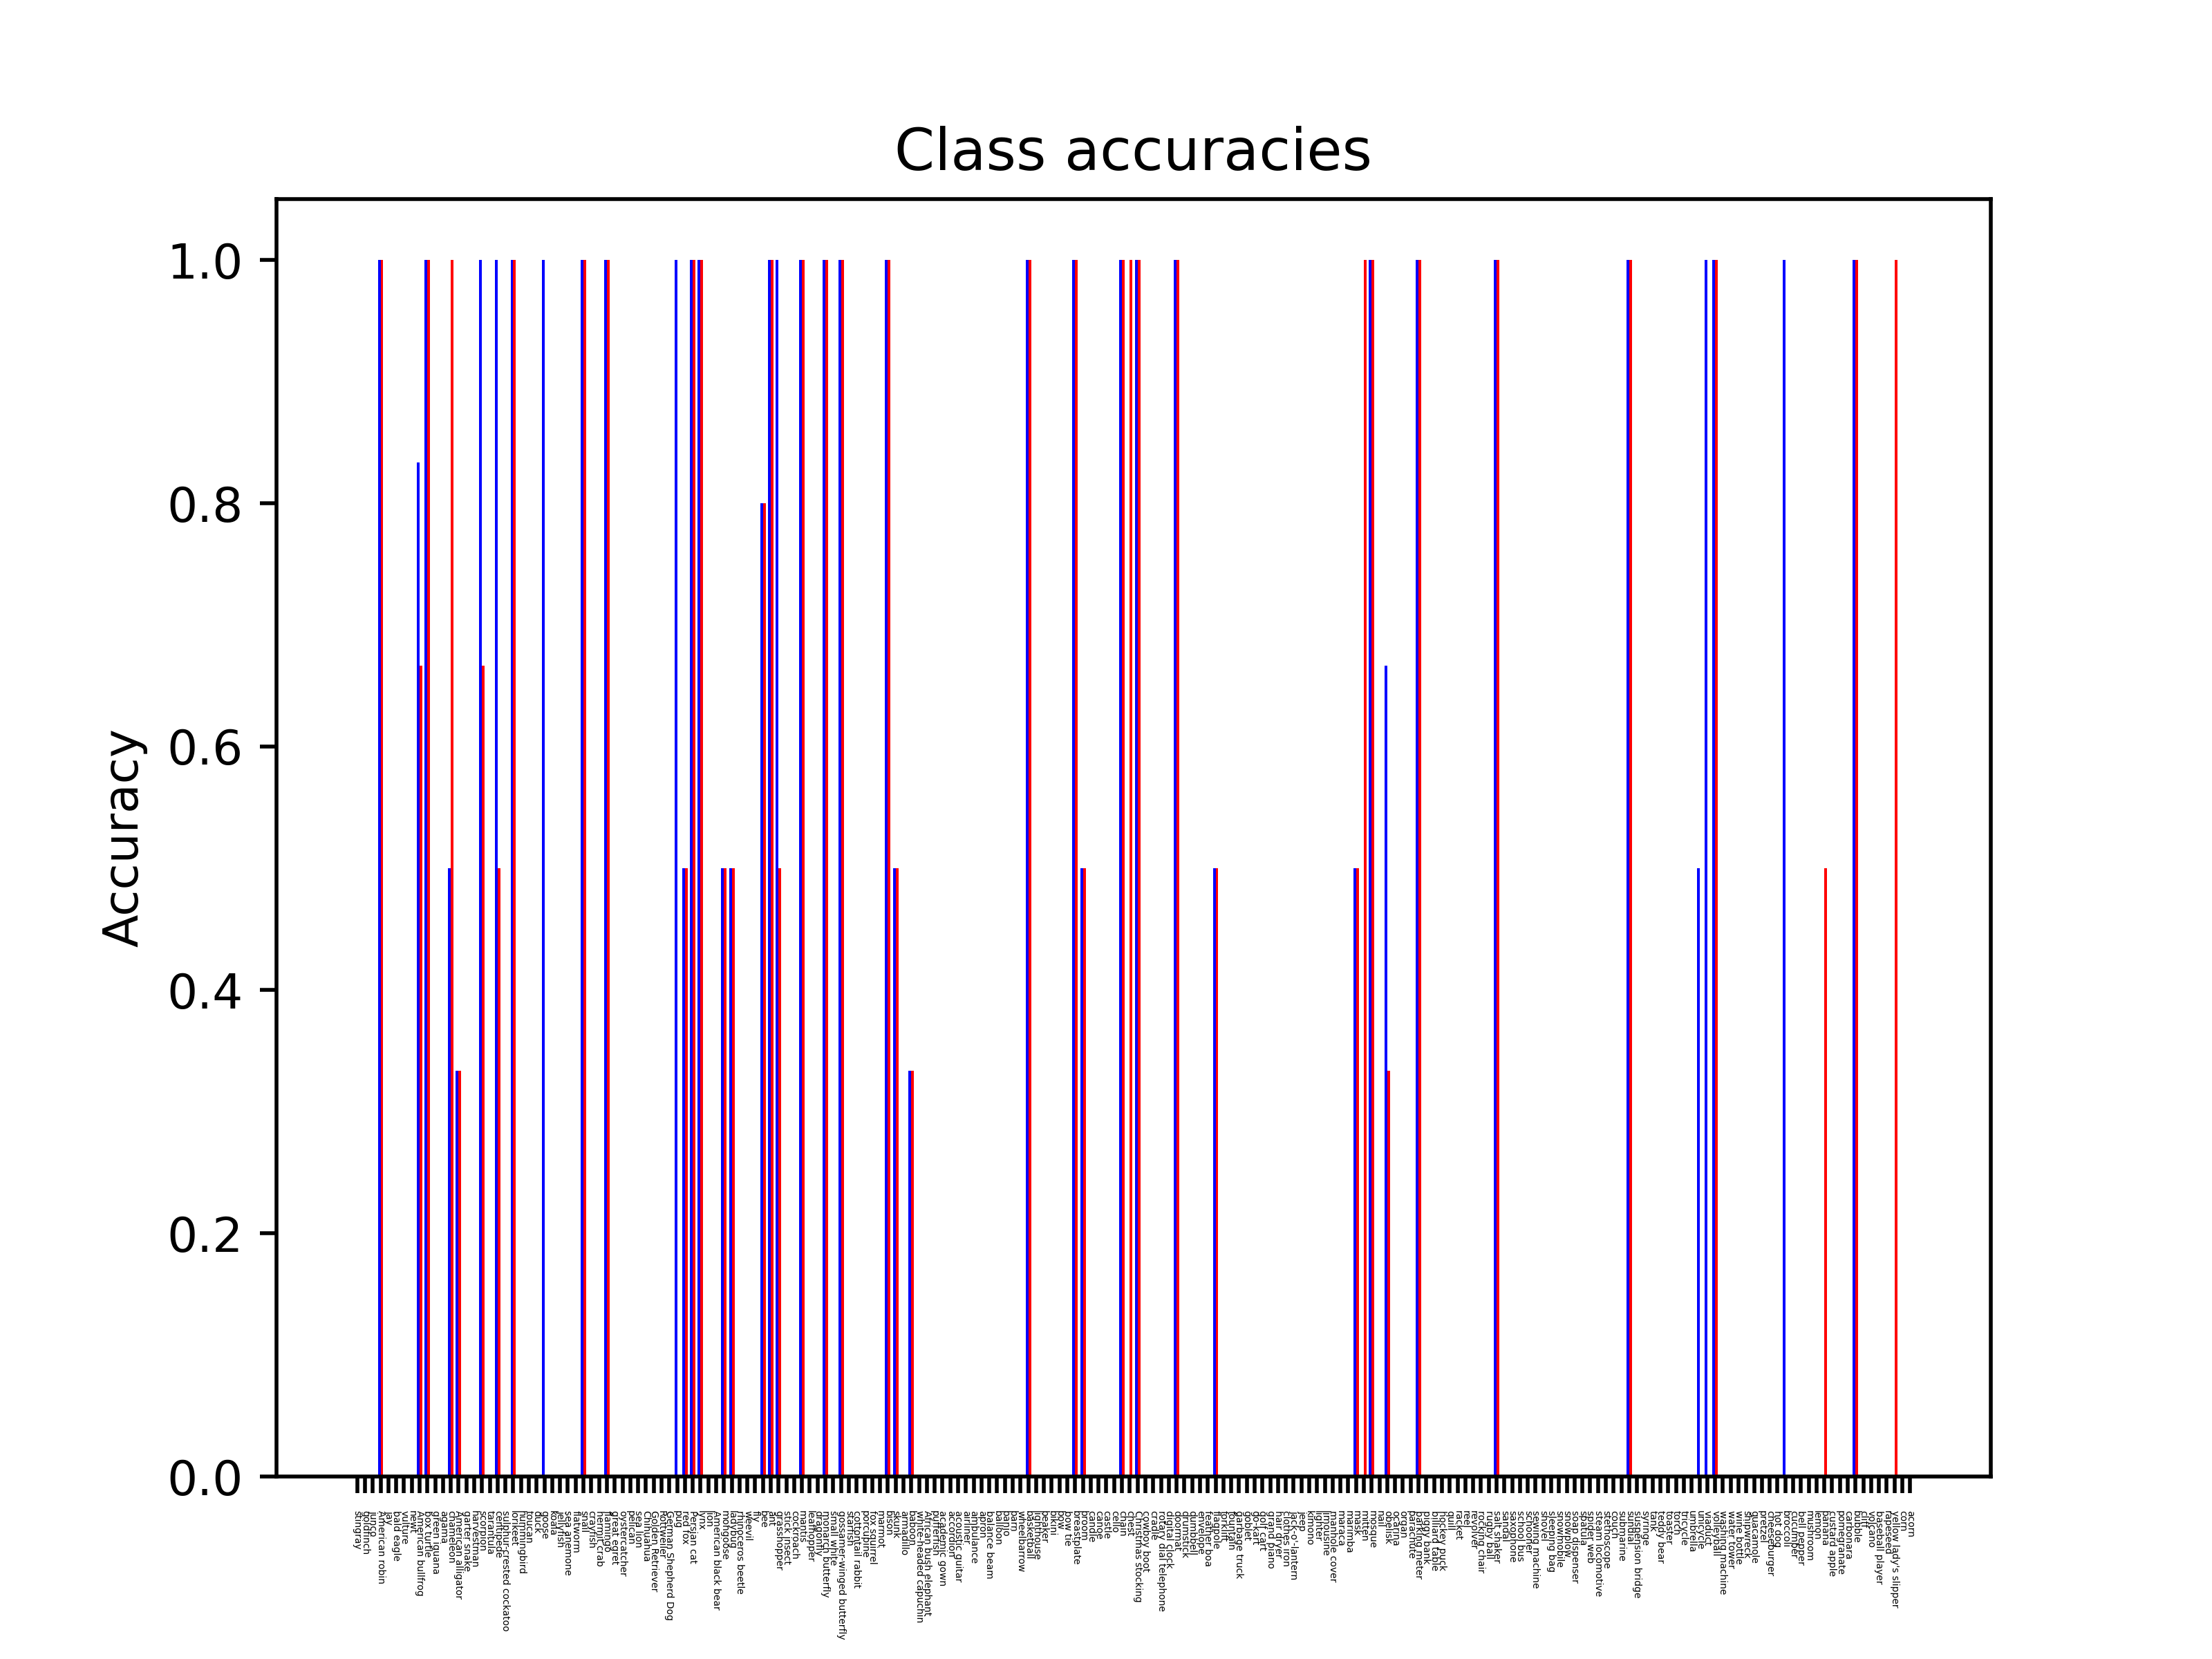 Class accuracies
1.0
0.8
0.6
0.4
0.2
0.0
Accuracy
stingray
goldfinch
junco
American robin
jay
bald eagle
vulture
newt
American bullfrog
box turtle
green iguana
agama
chameleon
American alligator
garter snake
harvestman
scorpion
tarantula
centipede
sulphur-crested cockatoo
lorikeet
hummingbird
toucan
duck
goose
koala
jellyfish
sea anemone
flatworm
snail
crayfish
hermit crab
flamingo
great egret
oystercatcher
pelican
sea lion
Chihuahua
Golden Retriever
Rottweiler
German Shepherd Dog
pug
red fox
Persian cat
lynx
lion
American black bear
mongoose
ladybug
rhinoceros beetle
weevil
fly
bee
ant
grasshopper
stick insect
cockroach
mantis
leafhopper
dragonfly
monarch butterfly
small white
gossamer-winged butterfly
starfish
cottontail rabbit
porcupine
fox squirrel
marmot
bison
skunk
armadillo
baboon
white-headed capuchin
African bush elephant
pufferfish
academic gown
accordion
acoustic guitar
airliner
ambulance
apron
balance beam
balloon
banjo
barn
wheelbarrow
basketball
lighthouse
beaker
bikini
bow
bow tie
breastplate
broom
candle
canoe
castle
cello
chain
chest
Christmas stocking
cowboy boot
cradle
rotary dial telephone
digital clock
doormat
drumstick
dumbbell
envelope
feather boa
flagpole
forklift
fountain
garbage truck
goblet
go-kart
golf cart
grand piano
hair dryer
clothes iron
jack-o'-lantern
jeep
kimono
lighter
limousine
manhole cover
maraca
marimba
mask
mitten
mosque
nail
obelisk
ocarina
organ
parachute
parking meter
piggy bank
billiard table
hockey puck
quill
racket
reel
revolver
rocking chair
rugby ball
salt shaker
sandal
saxophone
school bus
schooner
sewing machine
shovel
sleeping bag
snowmobile
snowplow
soap dispenser
spatula
spider web
steam locomotive
stethoscope
couch
submarine
sundial
suspension bridge
syringe
tank
teddy bear
toaster
torch
tricycle
umbrella
unicycle
viaduct
volleyball
washing machine
water tower
wine bottle
shipwreck
guacamole
pretzel
cheeseburger
hot dog
broccoli
cucumber
bell pepper
mushroom
lemon
banana
custard apple
pomegranate
carbonara
bubble
cliff
volcano
baseball player
rapeseed
yellow lady's slipper
corn
acorn